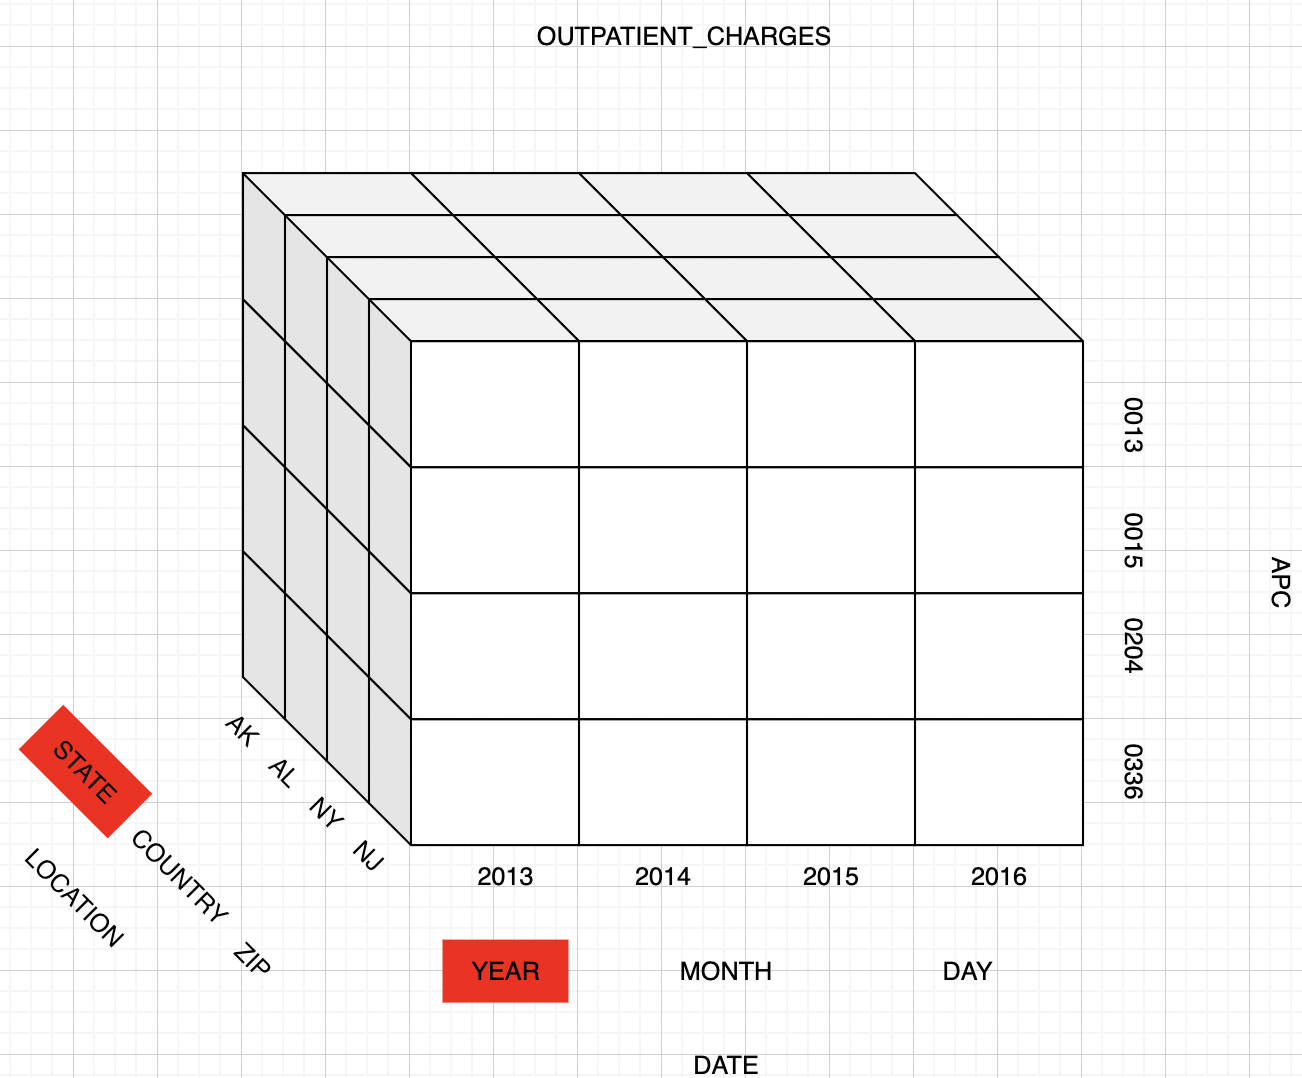 OUTPATIENT_CHARGES
0013
0015
0204
0336
APC
AK
AL
NY
NJ
STATE
COUNTRY
ZIP
LOCATION
2013 2014 2015 2016
YEAR MONTH DAY
DATE